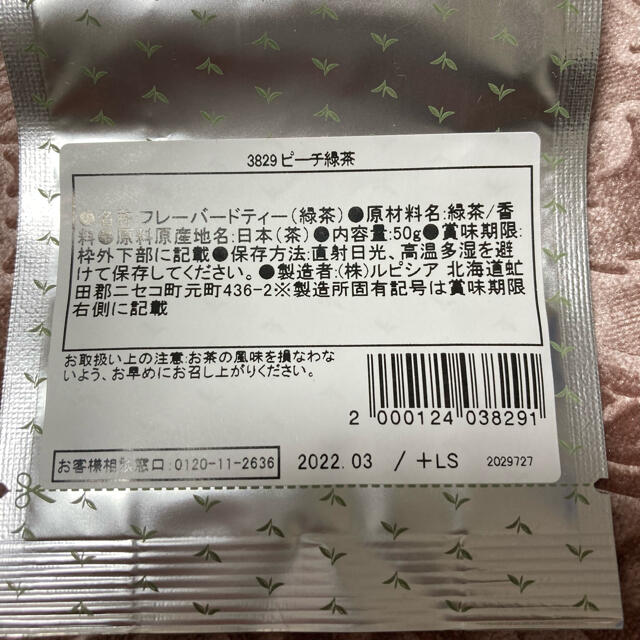 3829 ピーチ緑茶
●名称:フレーバードティー(緑茶)●原材料名:緑茶/香
料●原料原産地名:日本(茶)●内容量:50g●賞味期限:
枠外下部に記載●保存方法:直射日光、高温多湿を避
けて保存してください。●製造者:(株)ルピシア 北海道虻
田郡ニセコ町元町436-2※製造所固有記号は賞味期限
右側に記載
お取扱い上の注意:お茶の風味を損なわな
いよう、お早めにお召し上がりください。
2 000124 038291
お客様相談窓口:0120-11-2636
2022.03 / +LS 2029727